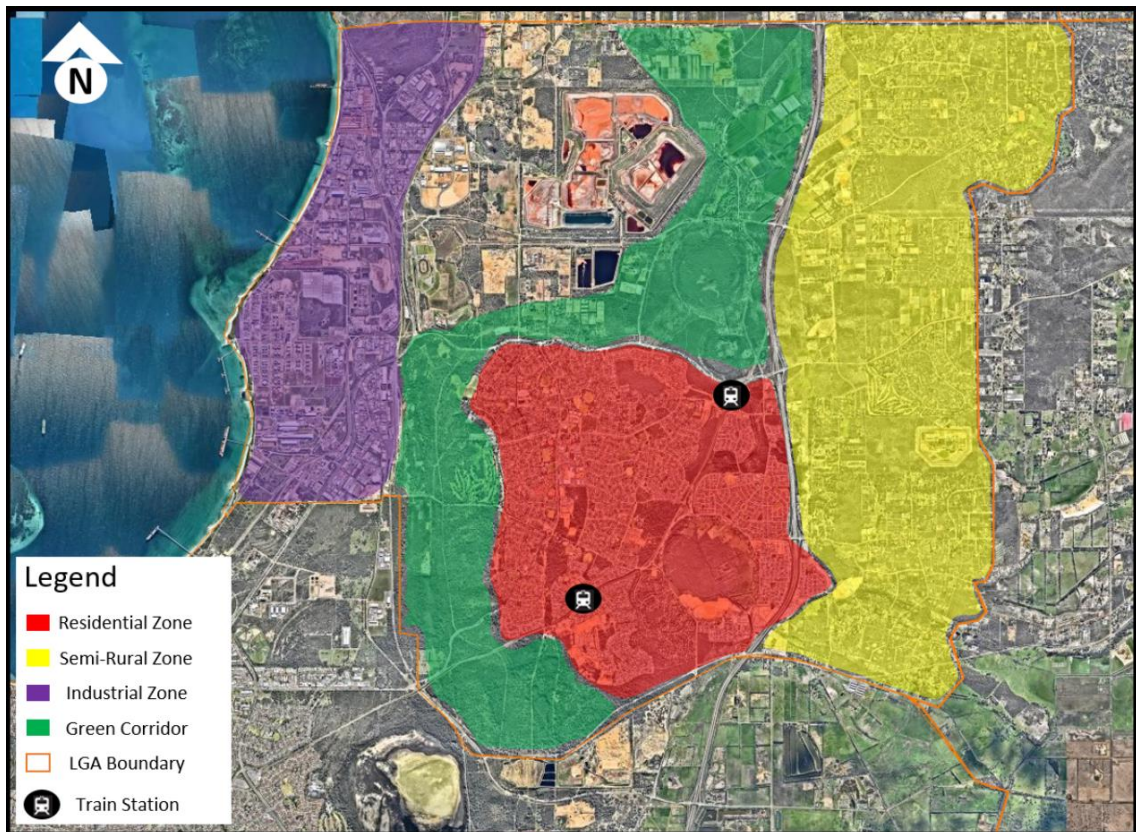 N
Legend
Residential Zone
Semi-Rural Zone
Industrial Zone
Green Corridor
LGA Boundary
Train Station